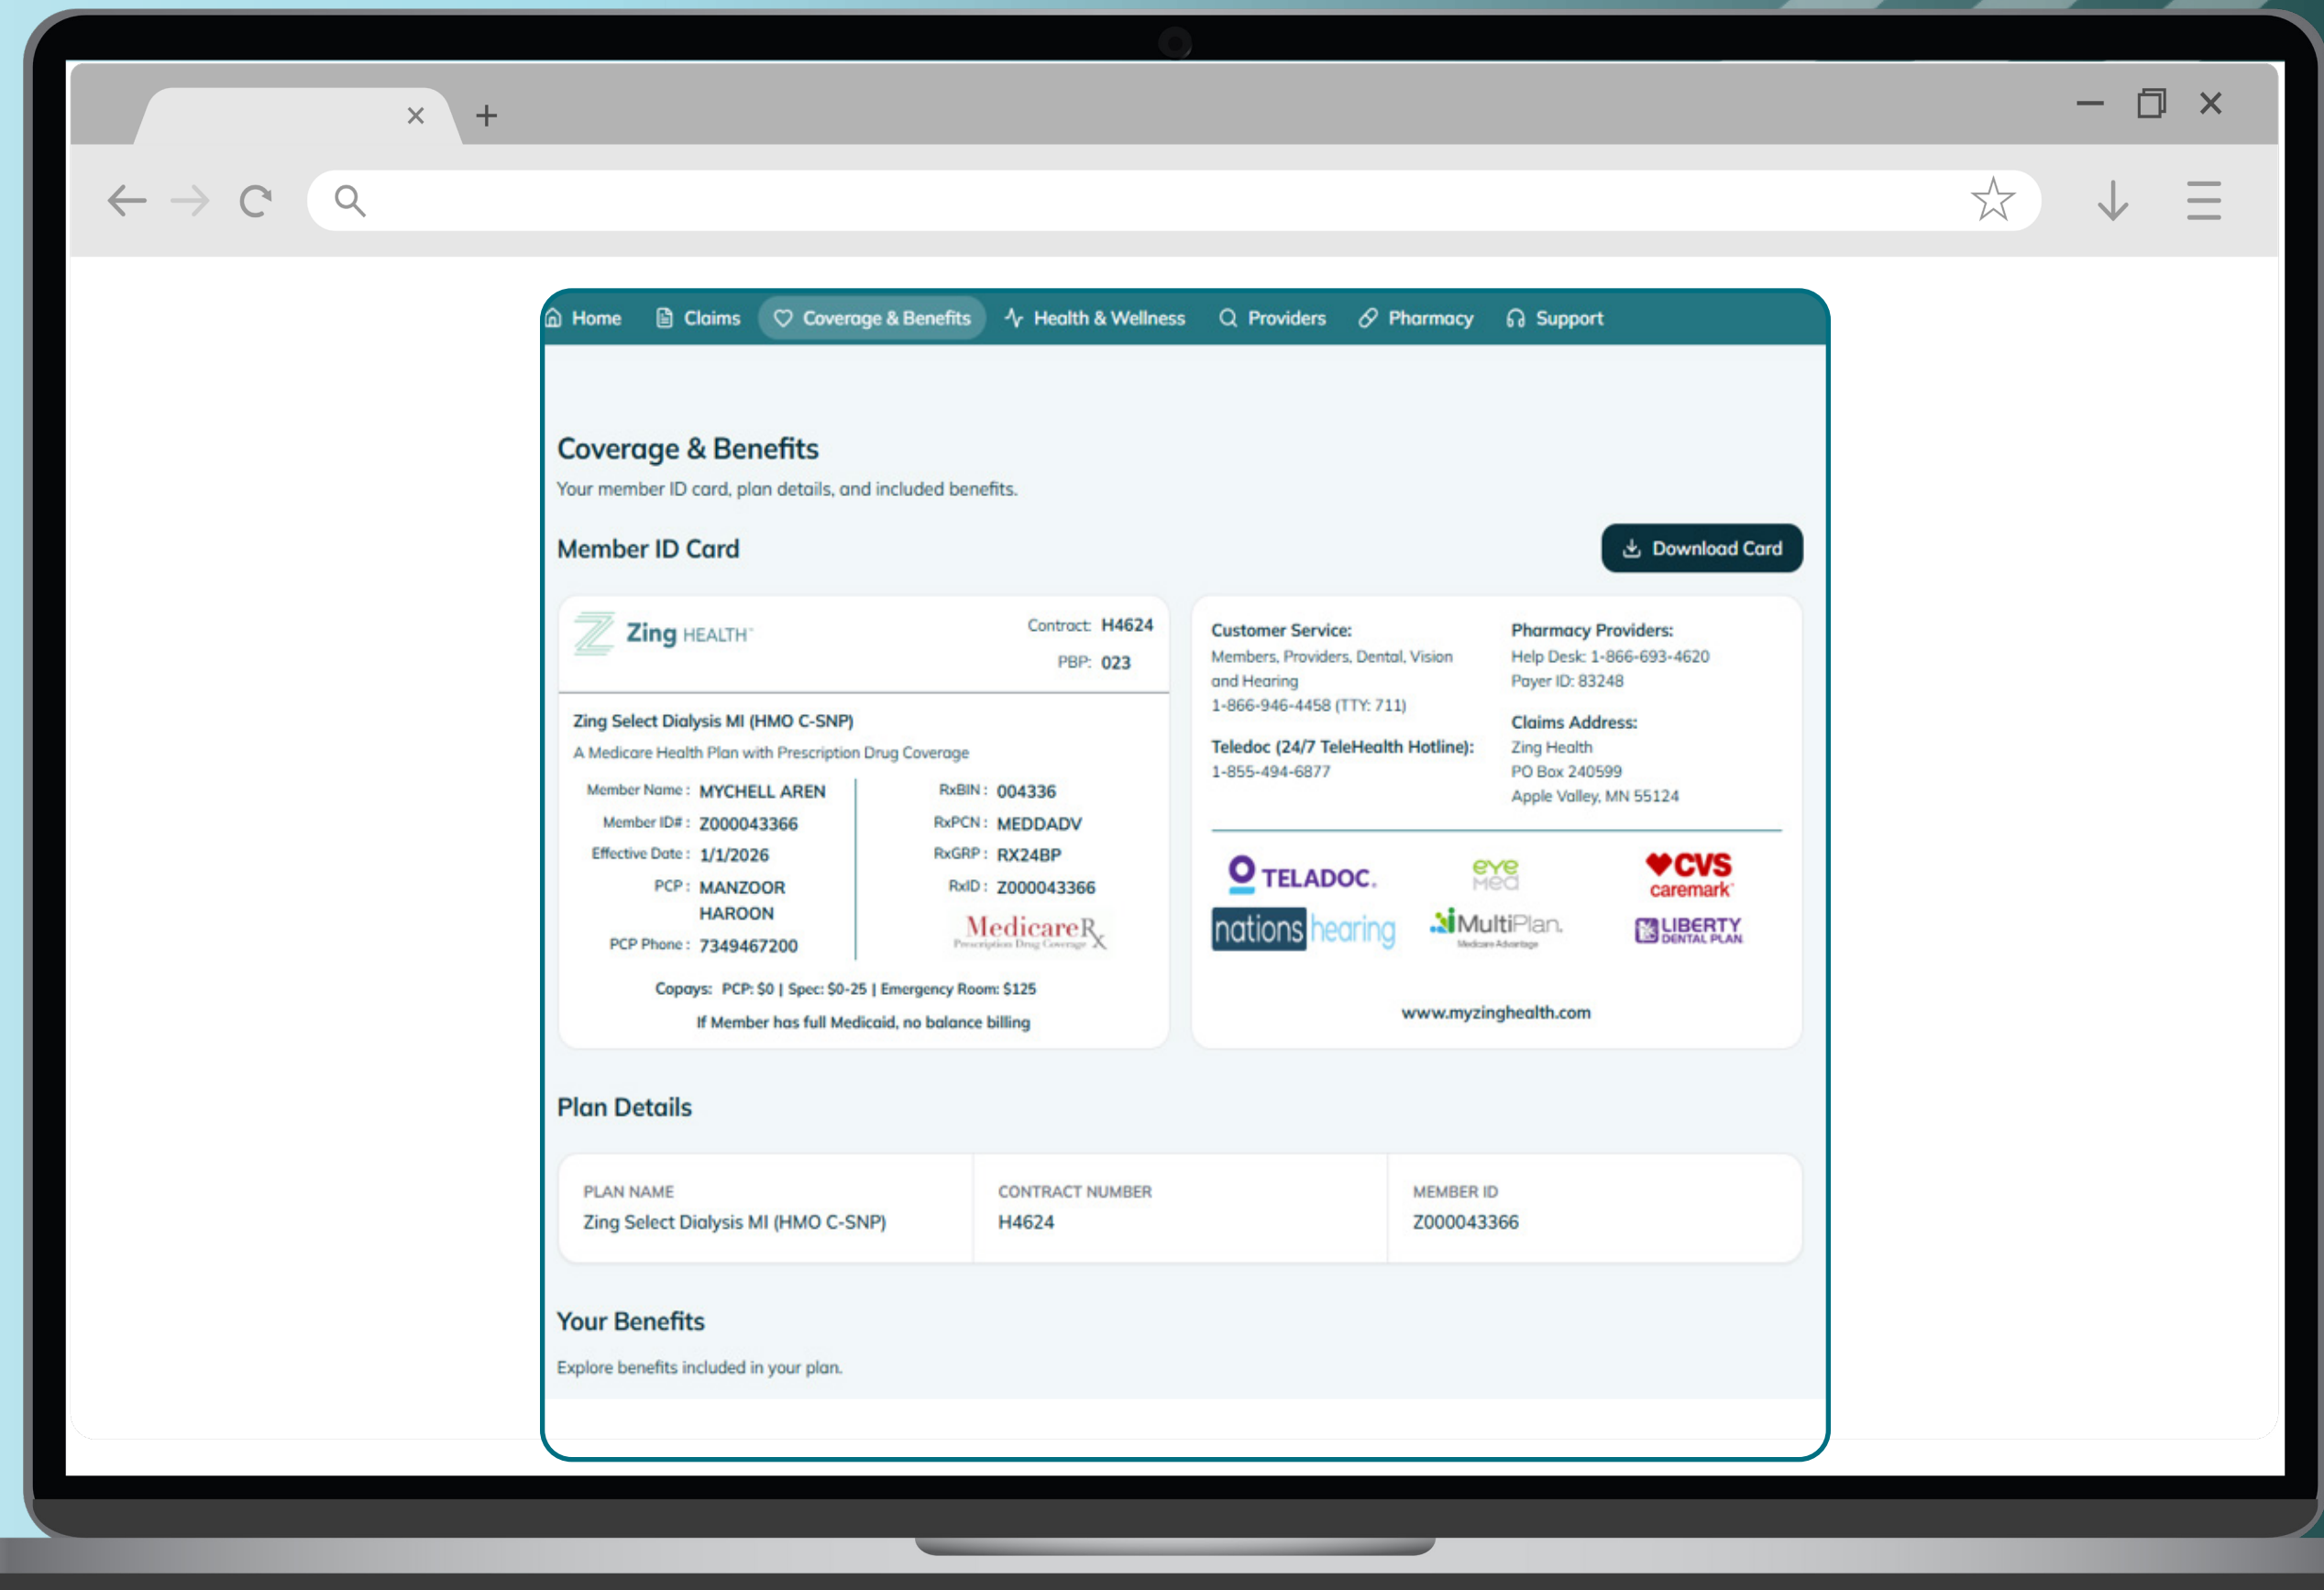 Home Claims Coverage & Benefits Health & Wellness Providers Pharmacy Support
Coverage & Benefits
Your member ID card, plan details, and included benefits.
Member ID Card
Download Card
Zing HEALTH™
Contract: H4624
PBP: 023
Zing Select Dialysis MI (HMO C-SNP)
A Medicare Health Plan with Prescription Drug Coverage
Member Name: MYCHELL AREN
Member ID#: Z000043366
Effective Date: 1/1/2026
PCP: MANZOOR
HAROON
PCP Phone: 7349467200
RxBIN: 004336
RxPCN: MEDDADV
RxGRP: RX24BP
RxID: Z000043366
MedicareRx
Prescription Drug Coverage
Copays: PCP: $0 | Spec: $0-25 | Emergency Room: $125
If Member has full Medicaid, no balance billing
Customer Service:
Members, Providers, Dental, Vision
and Hearing
1-866-946-4458 (TTY: 711)
Teledoc (24/7 TeleHealth Hotline):
1-855-494-6877
Pharmacy Providers:
Help Desk: 1-866-693-4620
Payer ID: 83248
Claims Address:
Zing Health
PO Box 240599
Apple Valley, MN 55124
TELADOC.
eye
MED
CVS
caremark
nations hearing
MultiPlan.
Medicare Advantage
LIBERTY
DENTAL PLAN
www.myzinghealth.com
Plan Details
PLAN NAME
Zing Select Dialysis MI (HMO C-SNP)
CONTRACT NUMBER
H4624
MEMBER ID
Z000043366
Your Benefits
Explore benefits included in your plan.